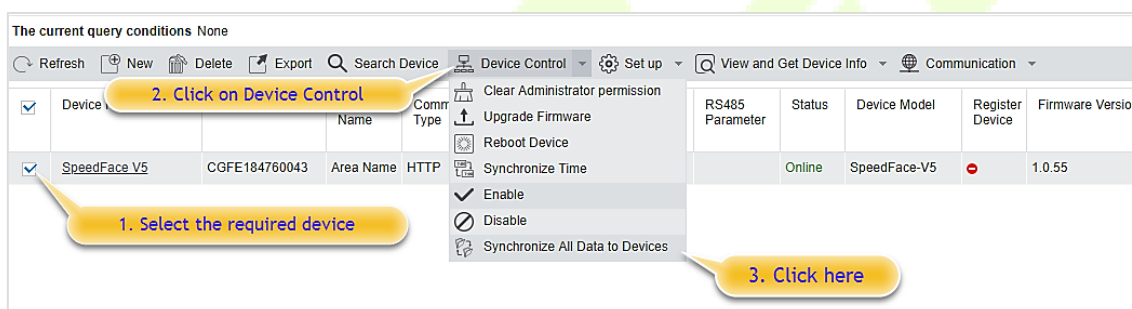 The current query conditions None
Refresh New Delete Export Search Device Device Control Set up View and Get Device Info Communication
2. Click on Device Control
Clear Administrator permission
Upgrade Firmware
Reboot Device
Synchronize Time
Enable
Disable
Synchronize All Data to Devices
Device
Name
Type
RS485
Parameter
Status
Device Model
Register
Device
SpeedFace V5 CGFE184760043 Area Name HTTP Online SpeedFace-V5 1.0.55
1. Select the required device
3. Click here